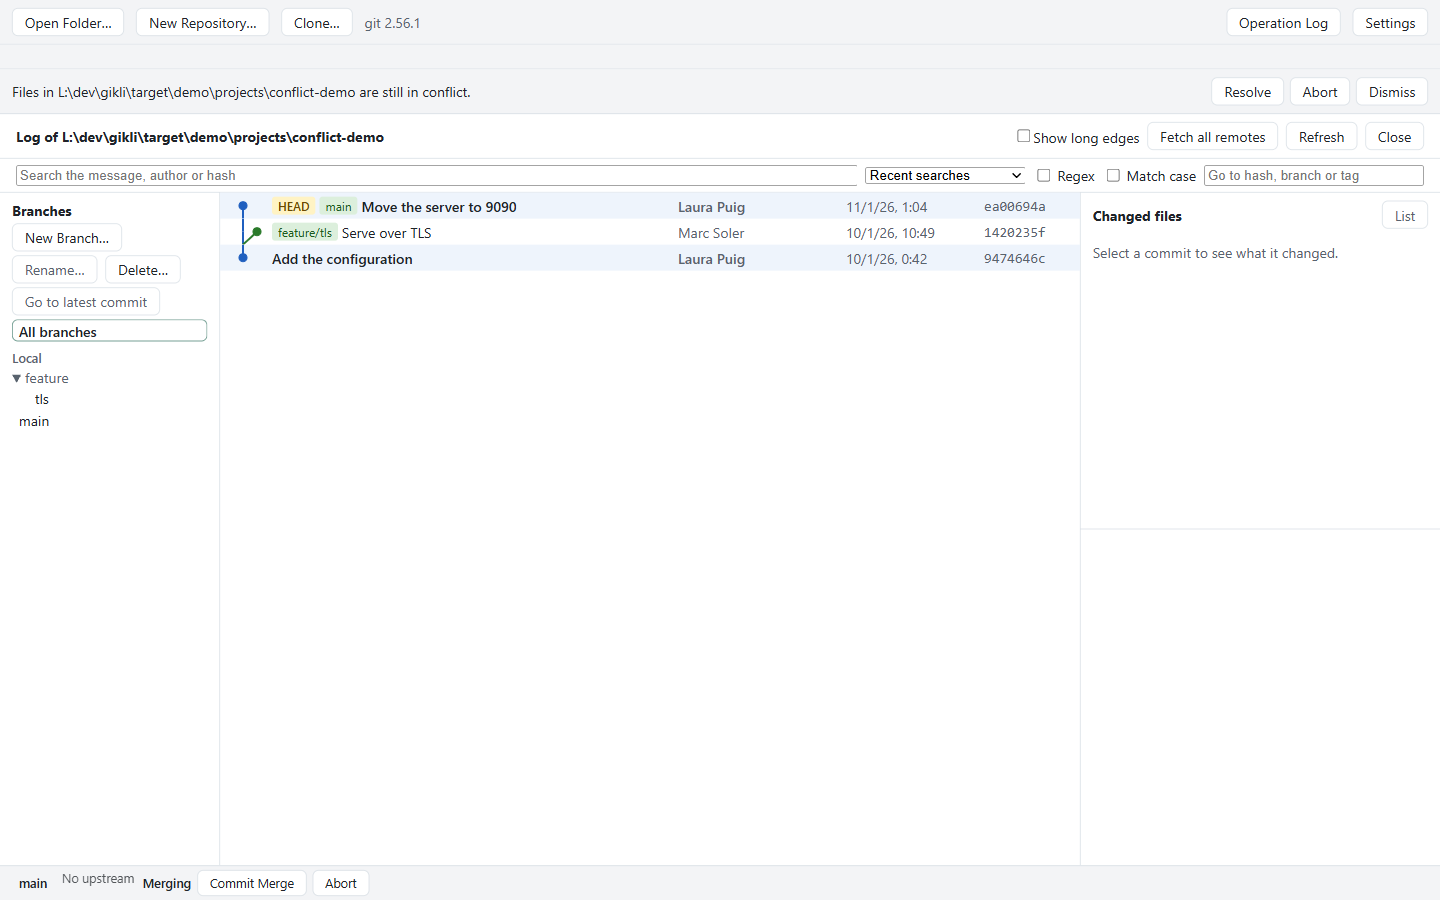 Open Folder... New Repository... Clone... git 2.56.1 Operation Log Settings
Files in L:\dev\gikli\target\demo\projects\conflict-demo are still in conflict. Resolve Abort Dismiss
Log of L:\dev\gikli\target\demo\projects\conflict-demo Show long edges Fetch all remotes Refresh Close
Search the message, author or hash Recent searches Regex Match case Go to hash, branch or tag
Branches
New Branch...
Rename... Delete...
Go to latest commit
All branches
Local
feature
tls
main
HEAD main Move the server to 9090 Laura Puig 11/1/26, 1:04 ea00694a
feature/tls Serve over TLS Marc Soler 10/1/26, 10:49 1420235f
Add the configuration Laura Puig 10/1/26, 0:42 9474646c
Changed files List
Select a commit to see what it changed.
main No upstream Merging Commit Merge Abort